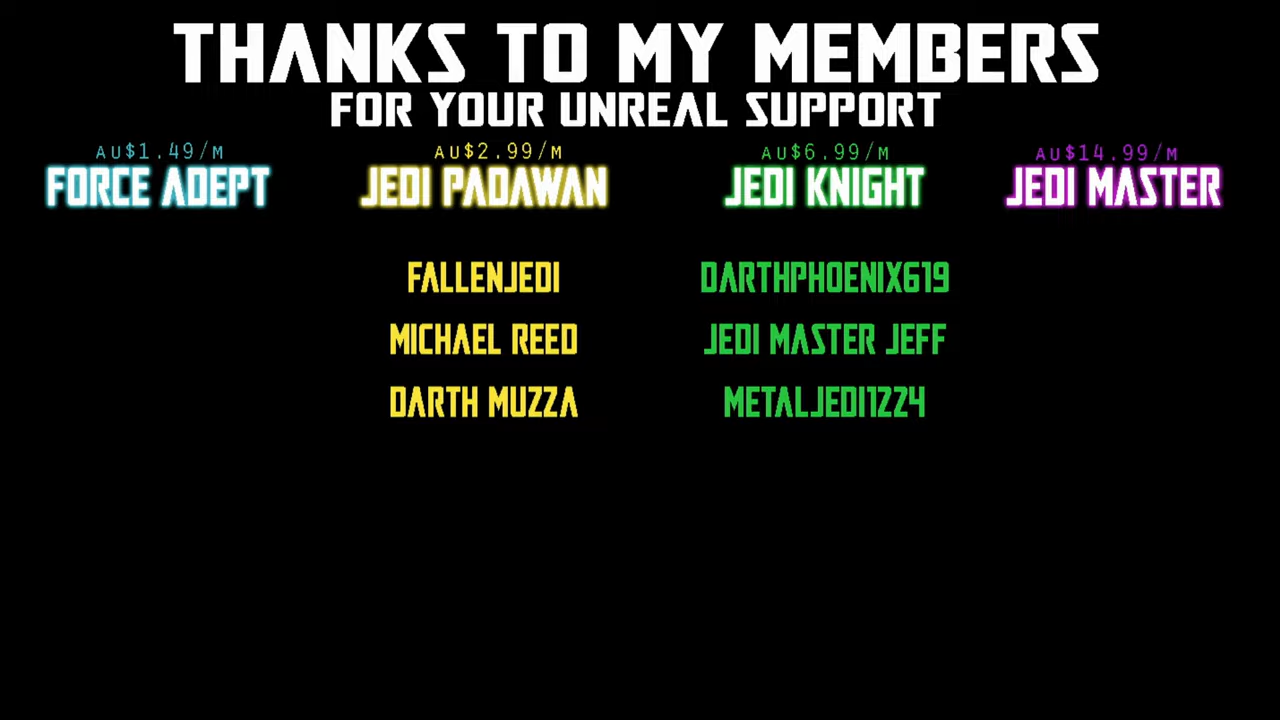 THANKS TO MY MEMBERS
FOR YOUR UNREAL SUPPORT
AU$1.49/M
FORCE ADEPT
AU$2.99/M
JEDI PADAWAN
FALLENJEDI
MICHAEL REED
DARTH MUZZA
AU$6.99/M
JEDI KNIGHT
DARTHPHOENIX619
JEDI MASTER JEFF
METALJEDI1224
AU$14.99/M
JEDI MASTER